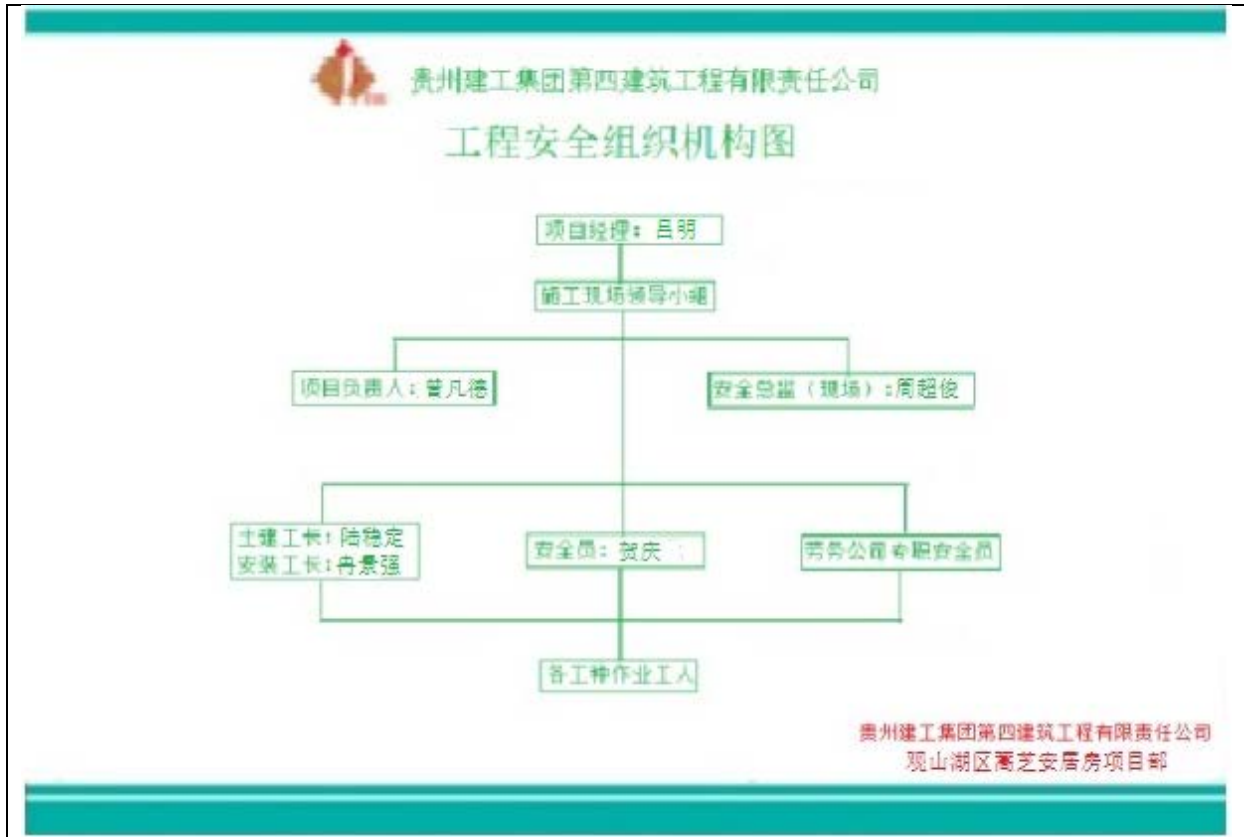 贵州建工集团第四建筑工程有限责任公司
工程安全组织机构图
项目经理：吕明
施工现场领导小组
项目负责人：曾凡德
安全总监（现场）：周超俊
土建工长：陆稳定
安装工长：冉景强
安全员：贺庆
劳务公司专职安全员
各工种作业工人
贵州建工集团第四建筑工程有限责任公司
观山湖区高芝安居房项目部